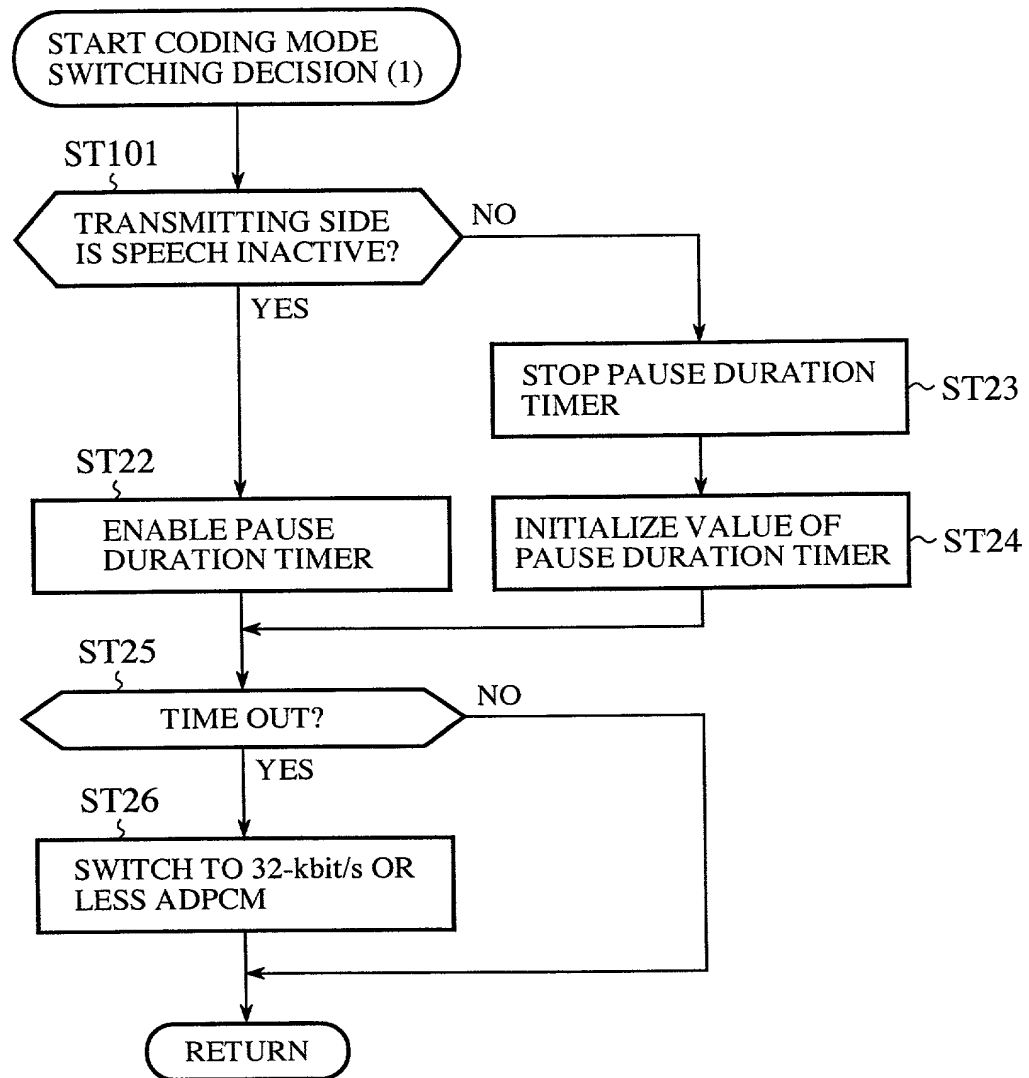 START CODING MODE
SWITCHING DECISION (1)
ST101
TRANSMITTING SIDE
IS SPEECH INACTIVE?
NO
YES
STOP PAUSE DURATION
TIMER
ST23
ST22
ENABLE PAUSE
DURATION TIMER
INITIALIZE VALUE OF
PAUSE DURATION TIMER
ST24
ST25
TIME OUT?
NO
YES
ST26
SWITCH TO 32-kbit/s OR
LESS ADPCM
RETURN